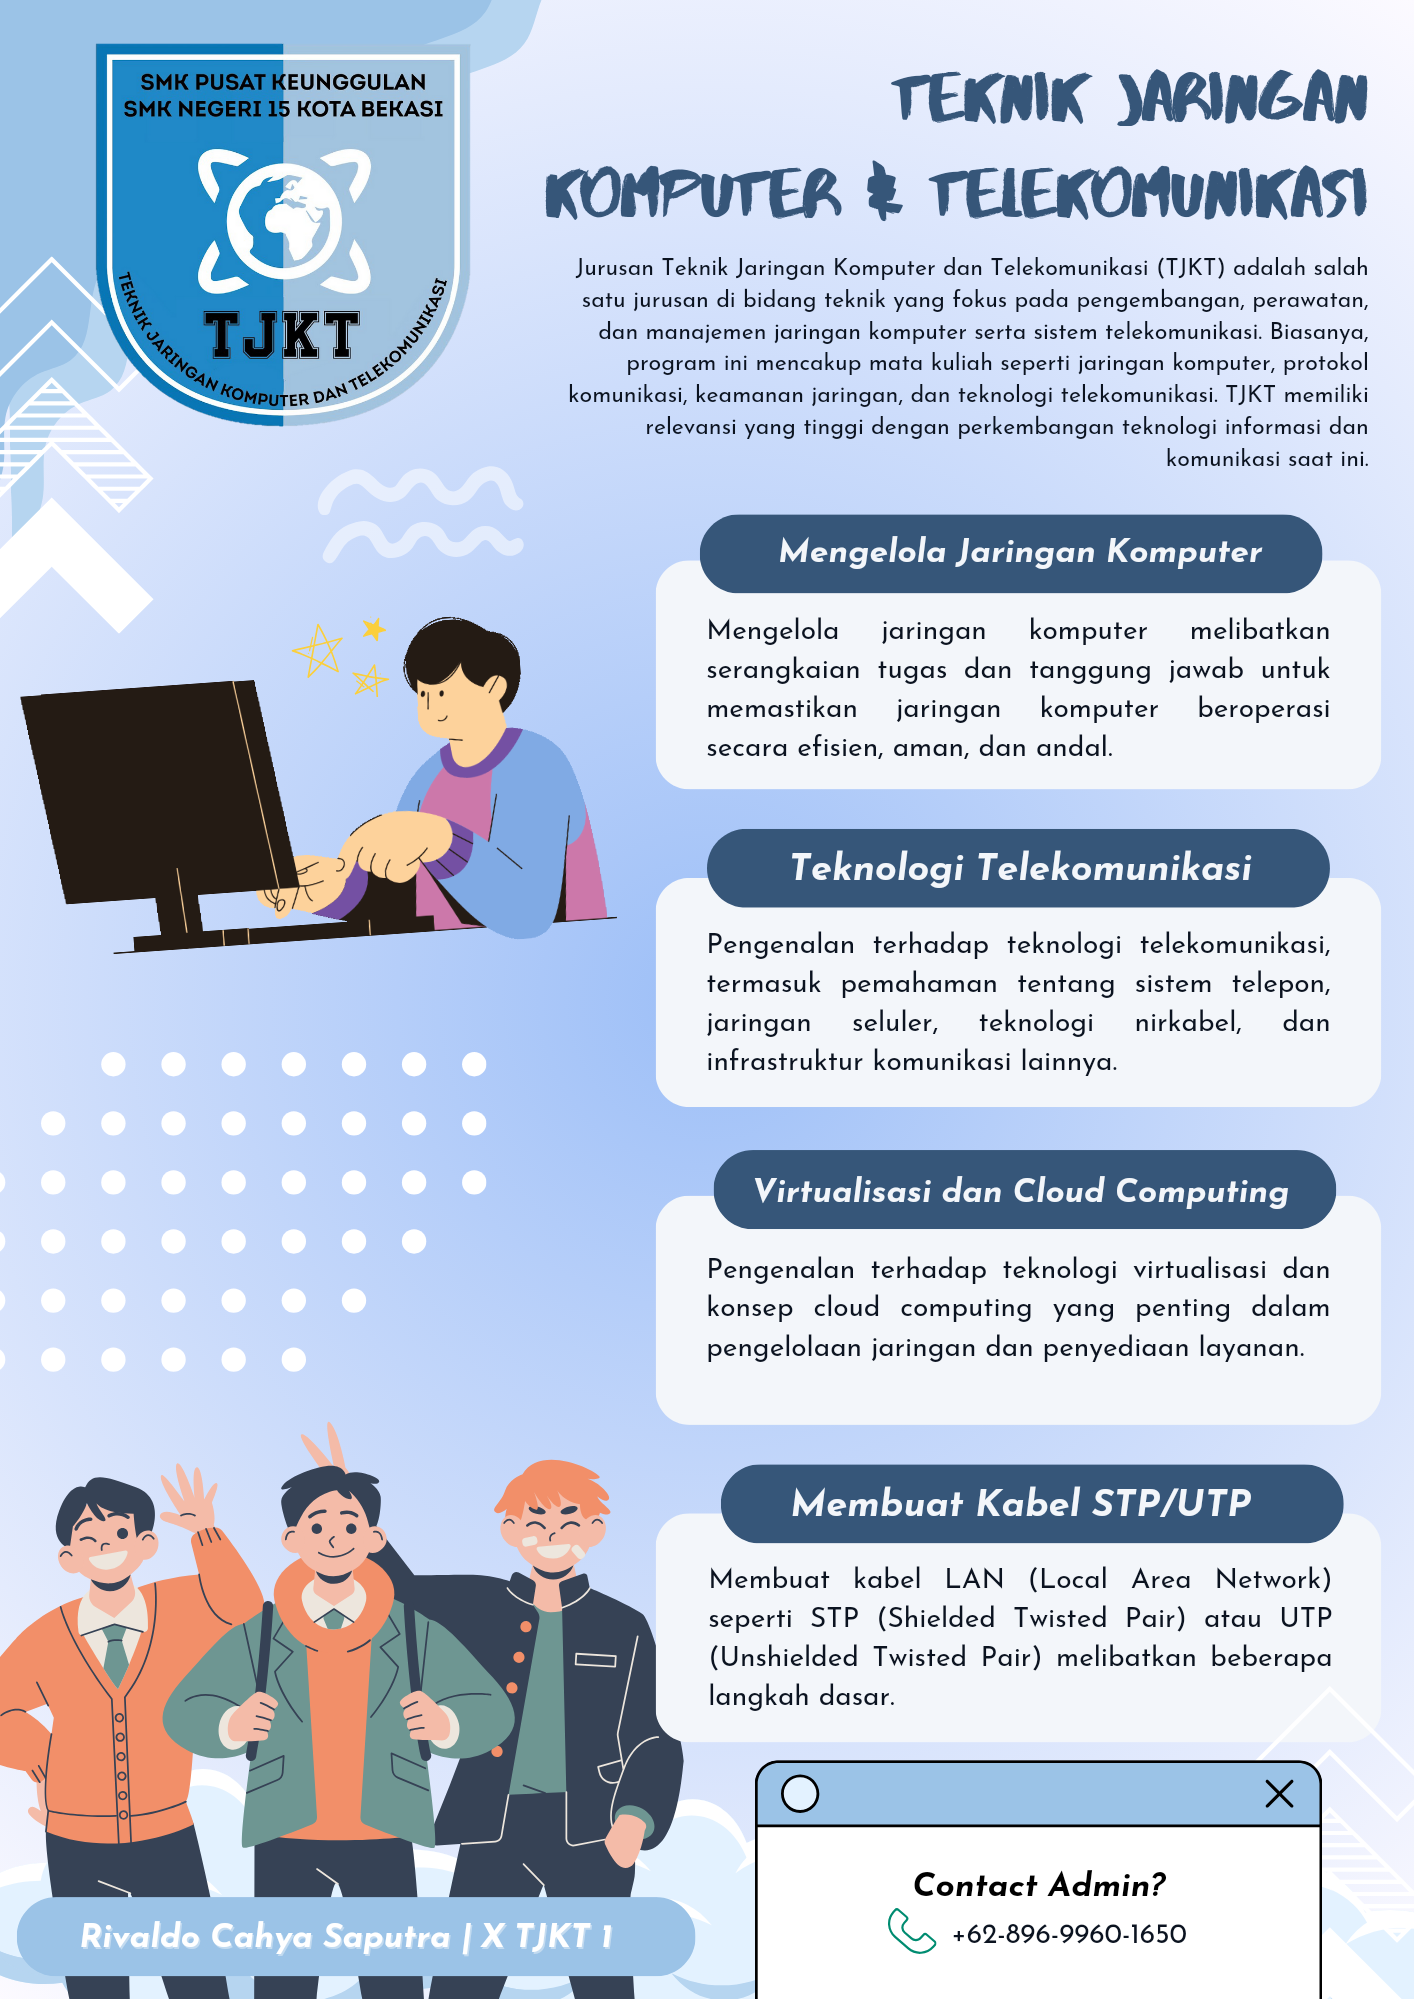 SMK PUSAT KEUNGGULAN
SMK NEGERI 15 KOTA BEKASI
TJKT
TEKNIK JARINGAN KOMPUTER DAN TELEKOMUNIKASI
TEKNIK JARINGAN
KOMPUTER & TELEKOMUNIKASI
Jurusan Teknik Jaringan Komputer dan Telekomunikasi (TJKT) adalah salah
satu jurusan di bidang teknik yang fokus pada pengembangan, perawatan,
dan manajemen jaringan komputer serta sistem telekomunikasi. Biasanya,
program ini mencakup mata kuliah seperti jaringan komputer, protokol
komunikasi, keamanan jaringan, dan teknologi telekomunikasi. TJKT memiliki
relevansi yang tinggi dengan perkembangan teknologi informasi dan
komunikasi saat ini.
Mengelola Jaringan Komputer
Mengelola jaringan komputer melibatkan
serangkaian tugas dan tanggung jawab untuk
memastikan jaringan komputer beroperasi
secara efisien, aman, dan andal.
Teknologi Telekomunikasi
Pengenalan terhadap teknologi telekomunikasi,
termasuk pemahaman tentang sistem telepon,
jaringan seluler, teknologi nirkabel, dan
infrastruktur komunikasi lainnya.
Virtualisasi dan Cloud Computing
Pengenalan terhadap teknologi virtualisasi dan
konsep cloud computing yang penting dalam
pengelolaan jaringan dan penyediaan layanan.
Membuat Kabel STP/UTP
Membuat kabel LAN (Local Area Network)
seperti STP (Shielded Twisted Pair) atau UTP
(Unshielded Twisted Pair) melibatkan beberapa
langkah dasar.
Contact Admin?
+62-896-9960-1650
Rivaldo Cahya Saputra | X TJKT 1